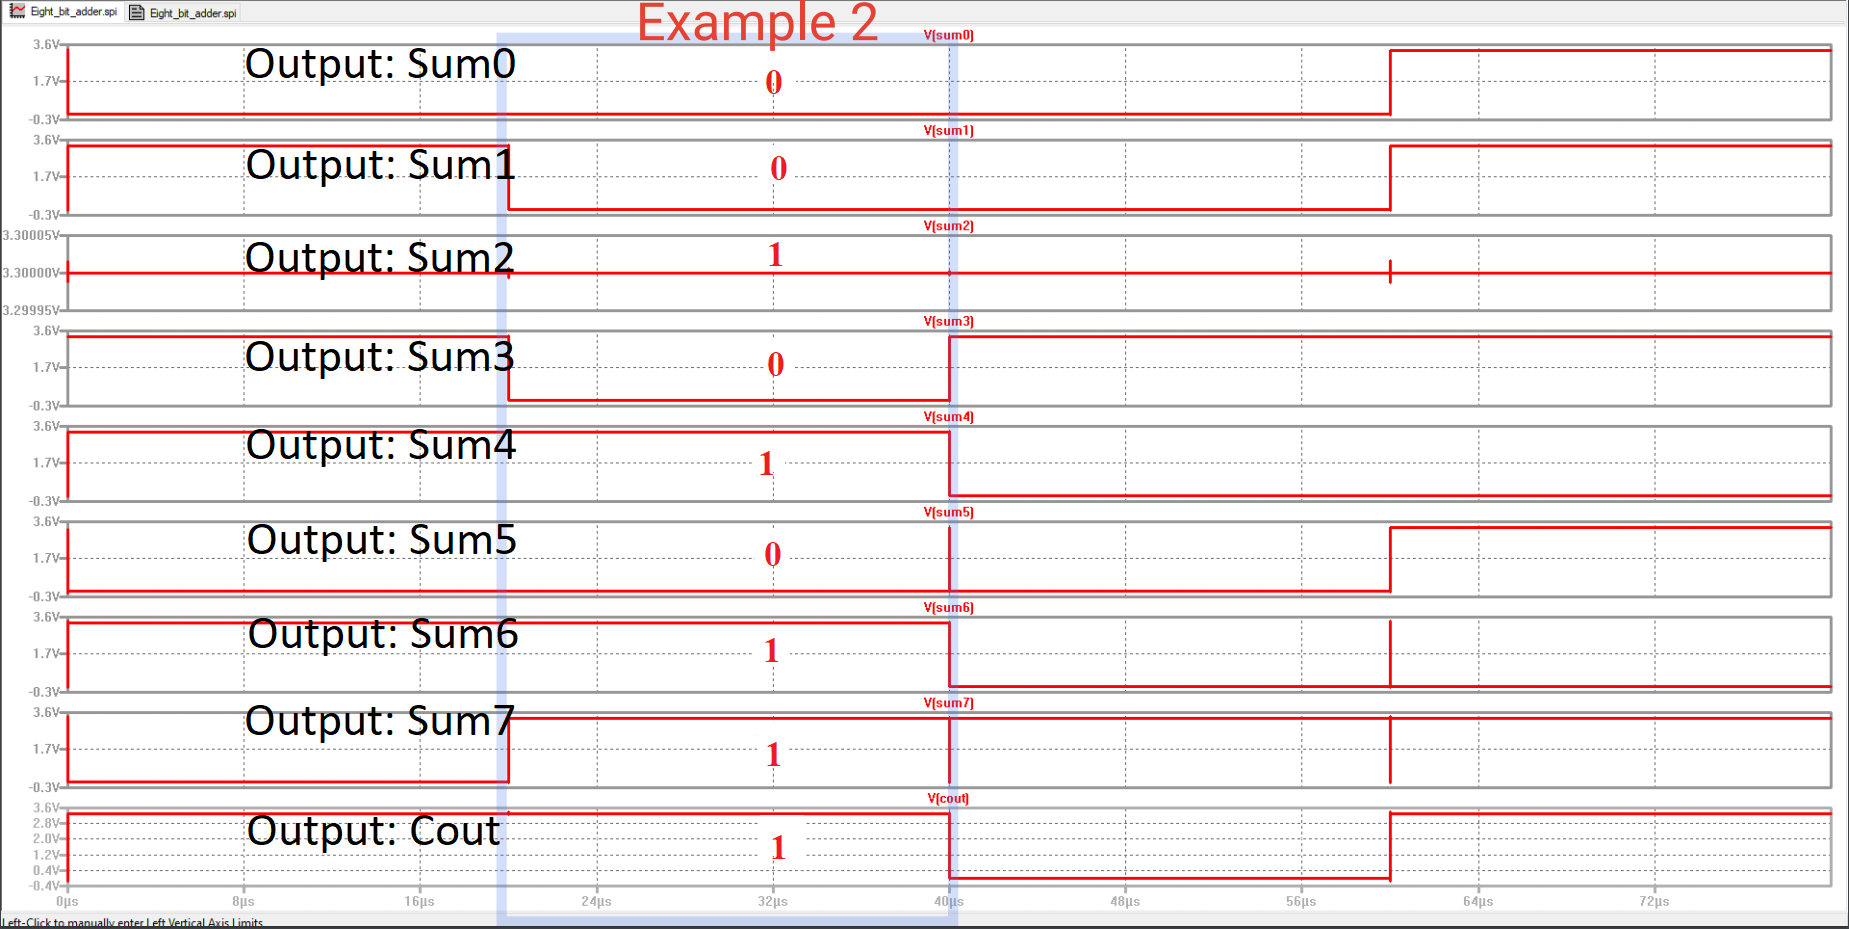 Eight_bit_adder.spi Eight_bit_adder.spi
Example 2
V(sum0)
3.6V
1.7V
-0.3V
Output: Sum0
0
V(sum1)
3.6V
1.7V
-0.3V
Output: Sum1
0
V(sum2)
3.30005V
3.30000V
3.29995V
Output: Sum2
1
V(sum3)
3.6V
1.7V
-0.3V
Output: Sum3
0
V(sum4)
3.6V
1.7V
-0.3V
Output: Sum4
1
V(sum5)
3.6V
1.7V
-0.3V
Output: Sum5
0
V(sum6)
3.6V
1.7V
-0.3V
Output: Sum6
1
V(sum7)
3.6V
1.7V
-0.3V
Output: Sum7
1
V(cout)
3.6V
2.8V
2.0V
1.2V
0.4V
-0.4V
Output: Cout
1
0µs 8µs 16µs 24µs 32µs 40µs 48µs 56µs 64µs 72µs
Left-Click to manually enter Left Vertical Axis Limits